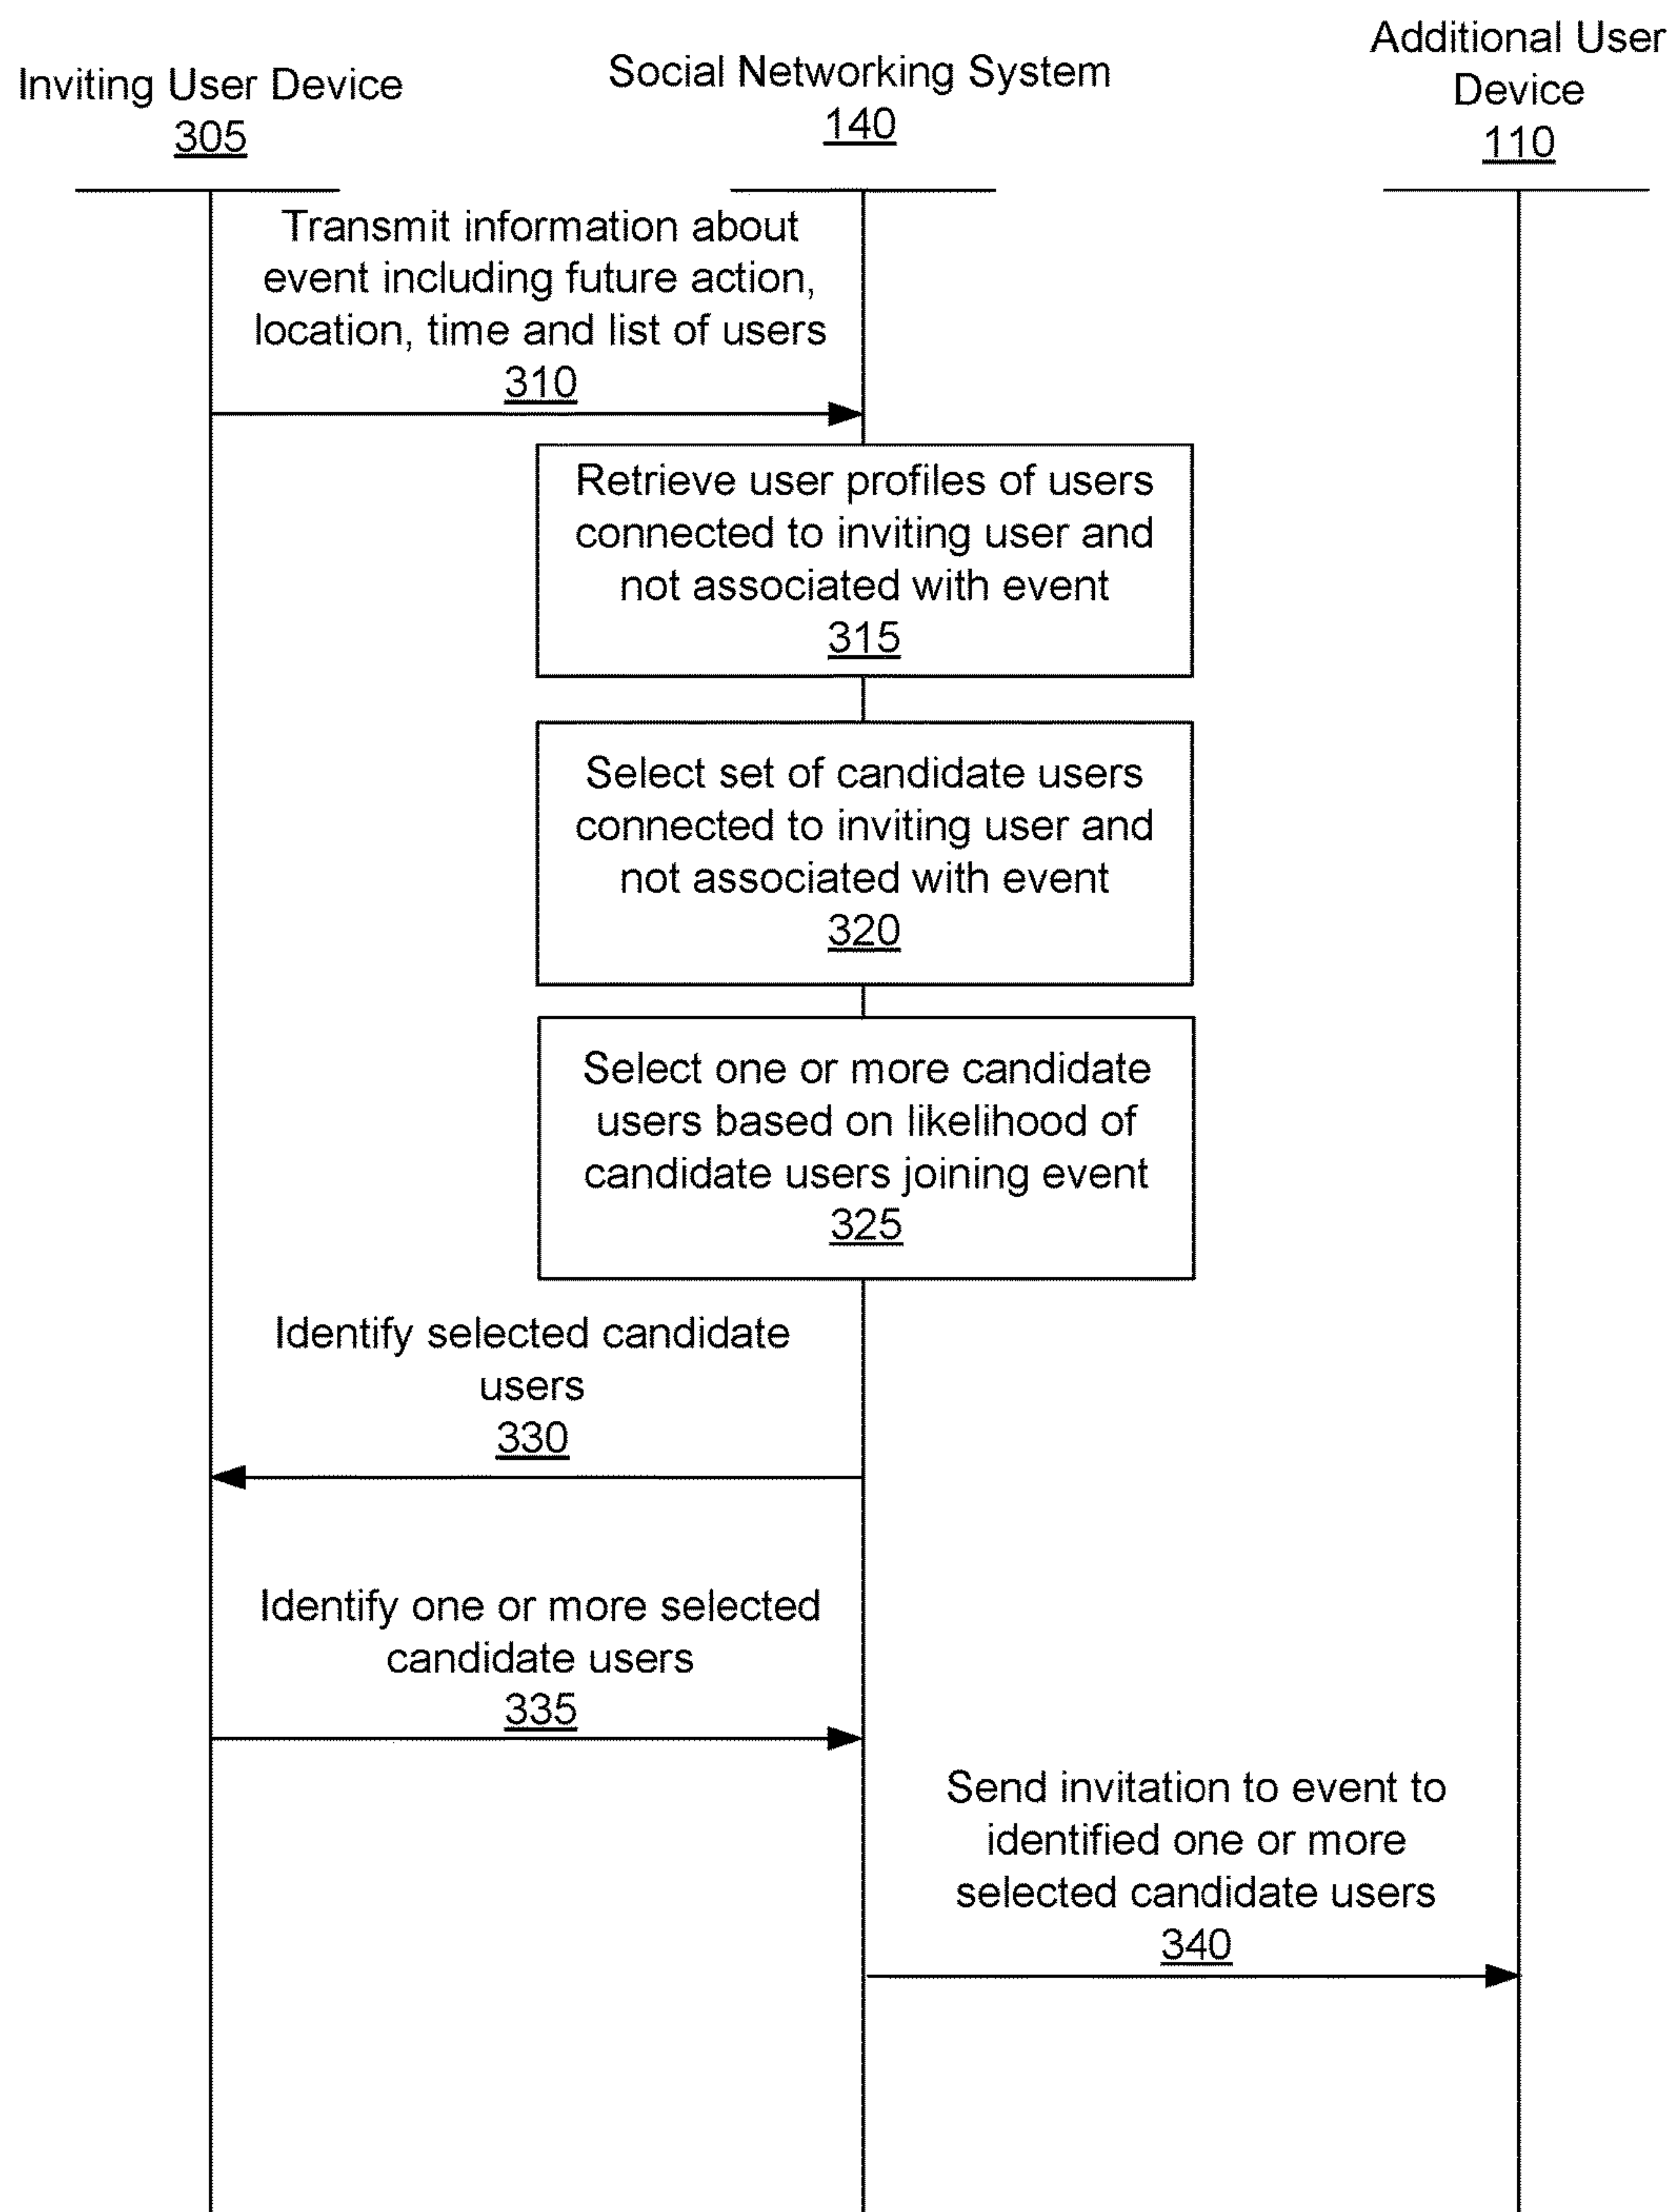 Inviting User Device
305
Social Networking System
140
Additional User
Device
110
Transmit information about
event including future action,
location, time and list of users
310
Retrieve user profiles of users
connected to inviting user and
not associated with event
315
Select set of candidate users
connected to inviting user and
not associated with event
320
Select one or more candidate
users based on likelihood of
candidate users joining event
325
Identify selected candidate
users
330
Identify one or more selected
candidate users
335
Send invitation to event to
identified one or more
selected candidate users
340